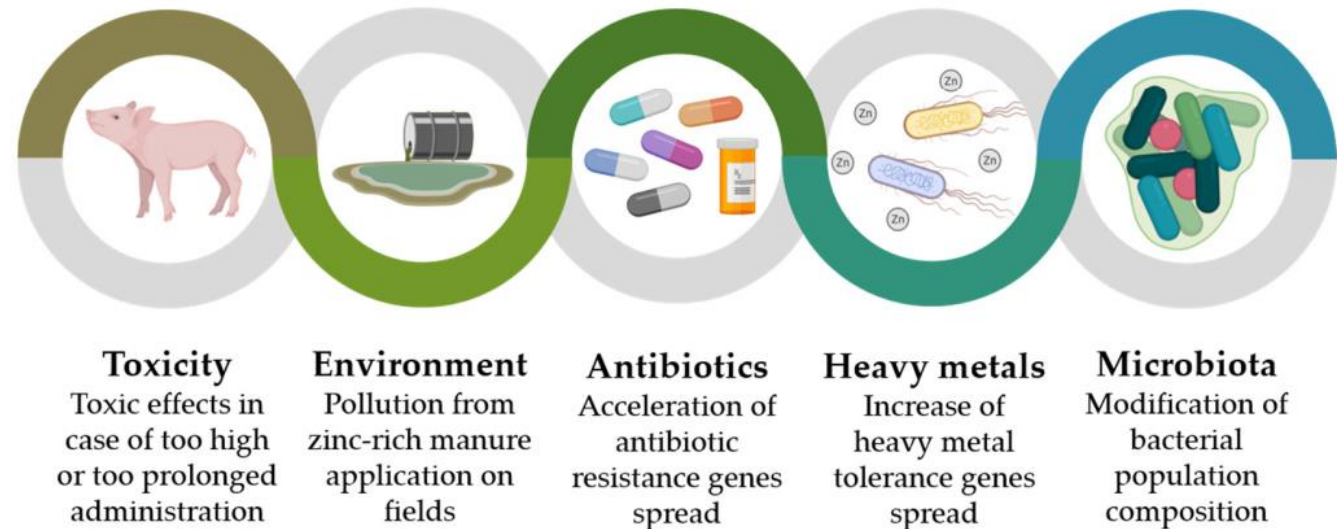 Zn
Zn
Zn
Zn
Zn
Toxicity
Toxic effects in
case of too high
or too prolonged
administration
Environment
Pollution from
zinc-rich manure
application on
fields
Antibiotics
Acceleration of
antibiotic
resistance genes
spread
Heavy metals
Increase of
heavy metal
tolerance genes
spread
Microbiota
Modification of
bacterial
population
composition